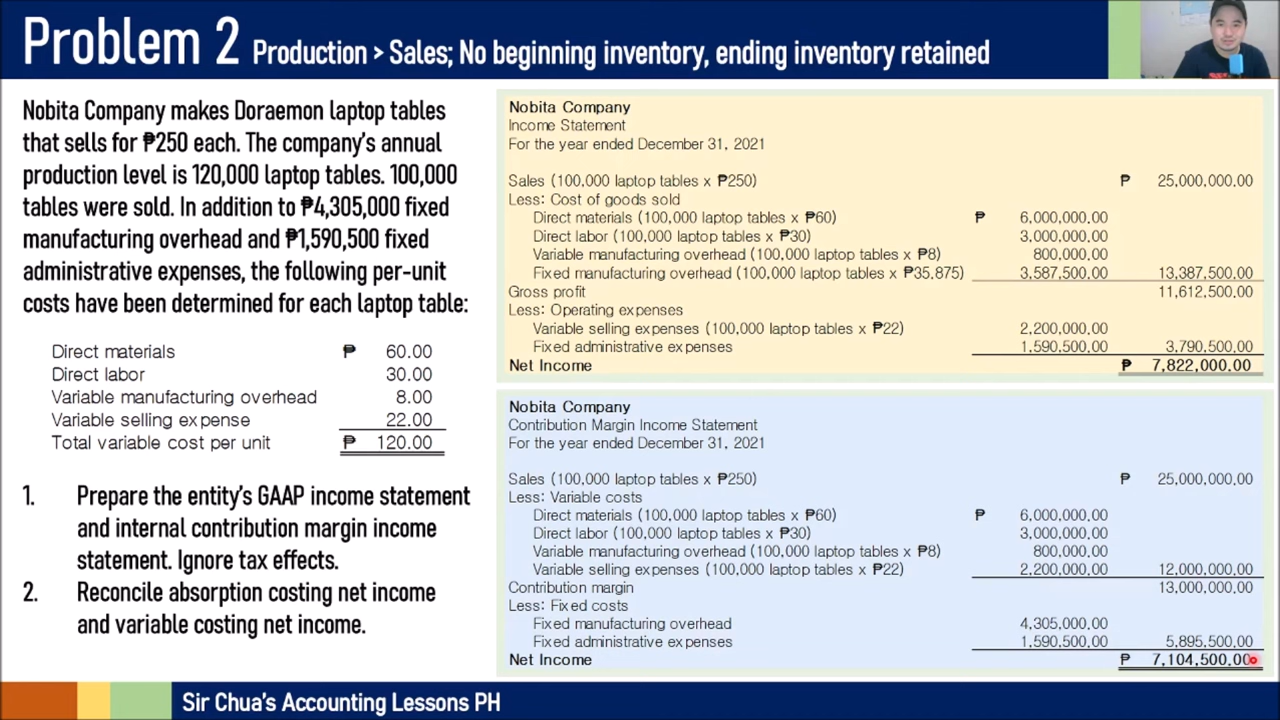 Problem 2 Production > Sales; No beginning inventory, ending inventory retained
Nobita Company makes Doraemon laptop tables
that sells for ₱250 each. The company's annual
production level is 120,000 laptop tables. 100,000
tables were sold. In addition to ₱4,305,000 fixed
manufacturing overhead and ₱1,590,500 fixed
administrative expenses, the following per-unit
costs have been determined for each laptop table:
Direct materials ₱ 60.00
Direct labor 30.00
Variable manufacturing overhead 8.00
Variable selling expense 22.00
Total variable cost per unit ₱ 120.00
1. Prepare the entity's GAAP income statement
and internal contribution margin income
statement. Ignore tax effects.
2. Reconcile absorption costing net income
and variable costing net income.
Nobita Company
Income Statement
For the year ended December 31, 2021
Sales (100,000 laptop tables x ₱250) ₱ 25,000,000.00
Less: Cost of goods sold
Direct materials (100,000 laptop tables x ₱60) ₱ 6,000,000.00
Direct labor (100,000 laptop tables x ₱30) 3,000,000.00
Variable manufacturing overhead (100,000 laptop tables x ₱8) 800,000.00
Fixed manufacturing overhead (100,000 laptop tables x ₱35.875) 3,587,500.00 13,387,500.00
Gross profit 11,612,500.00
Less: Operating expenses
Variable selling expenses (100,000 laptop tables x ₱22) 2,200,000.00
Fixed administrative expenses 1,590,500.00 3,790,500.00
Net Income ₱ 7,822,000.00
Nobita Company
Contribution Margin Income Statement
For the year ended December 31, 2021
Sales (100,000 laptop tables x ₱250) ₱ 25,000,000.00
Less: Variable costs
Direct materials (100,000 laptop tables x ₱60) ₱ 6,000,000.00
Direct labor (100,000 laptop tables x ₱30) 3,000,000.00
Variable manufacturing overhead (100,000 laptop tables x ₱8) 800,000.00
Variable selling expenses (100,000 laptop tables x ₱22) 2,200,000.00 12,000,000.00
Contribution margin 13,000,000.00
Less: Fixed costs
Fixed manufacturing overhead 4,305,000.00
Fixed administrative expenses 1,590,500.00 5,895,500.00
Net Income ₱ 7,104,500.00
Sir Chua's Accounting Lessons PH